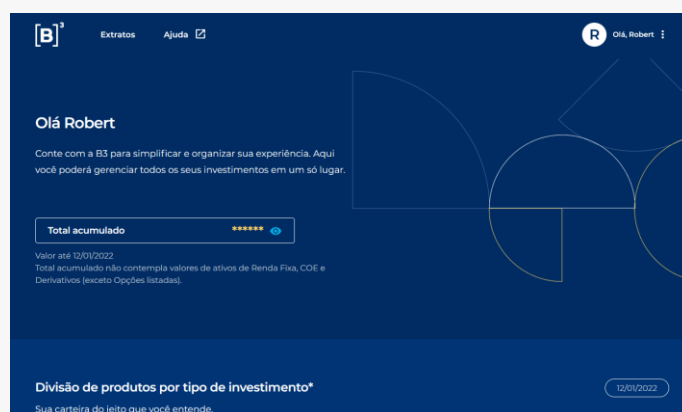 [B]³ Extratos Ajuda R Olá, Robert
Olá Robert
Conte com a B3 para simplificar e organizar sua experiência. Aqui
você poderá gerenciar todos os seus investimentos em um só lugar.
Total acumulado ******
Valor até 12/01/2022
Total acumulado não contempla valores de ativos de Renda Fixa, COE e
Derivativos (exceto Opções listadas).
Divisão de produtos por tipo de investimento* 12/01/2022
Sua carteira do jeito que você entende.